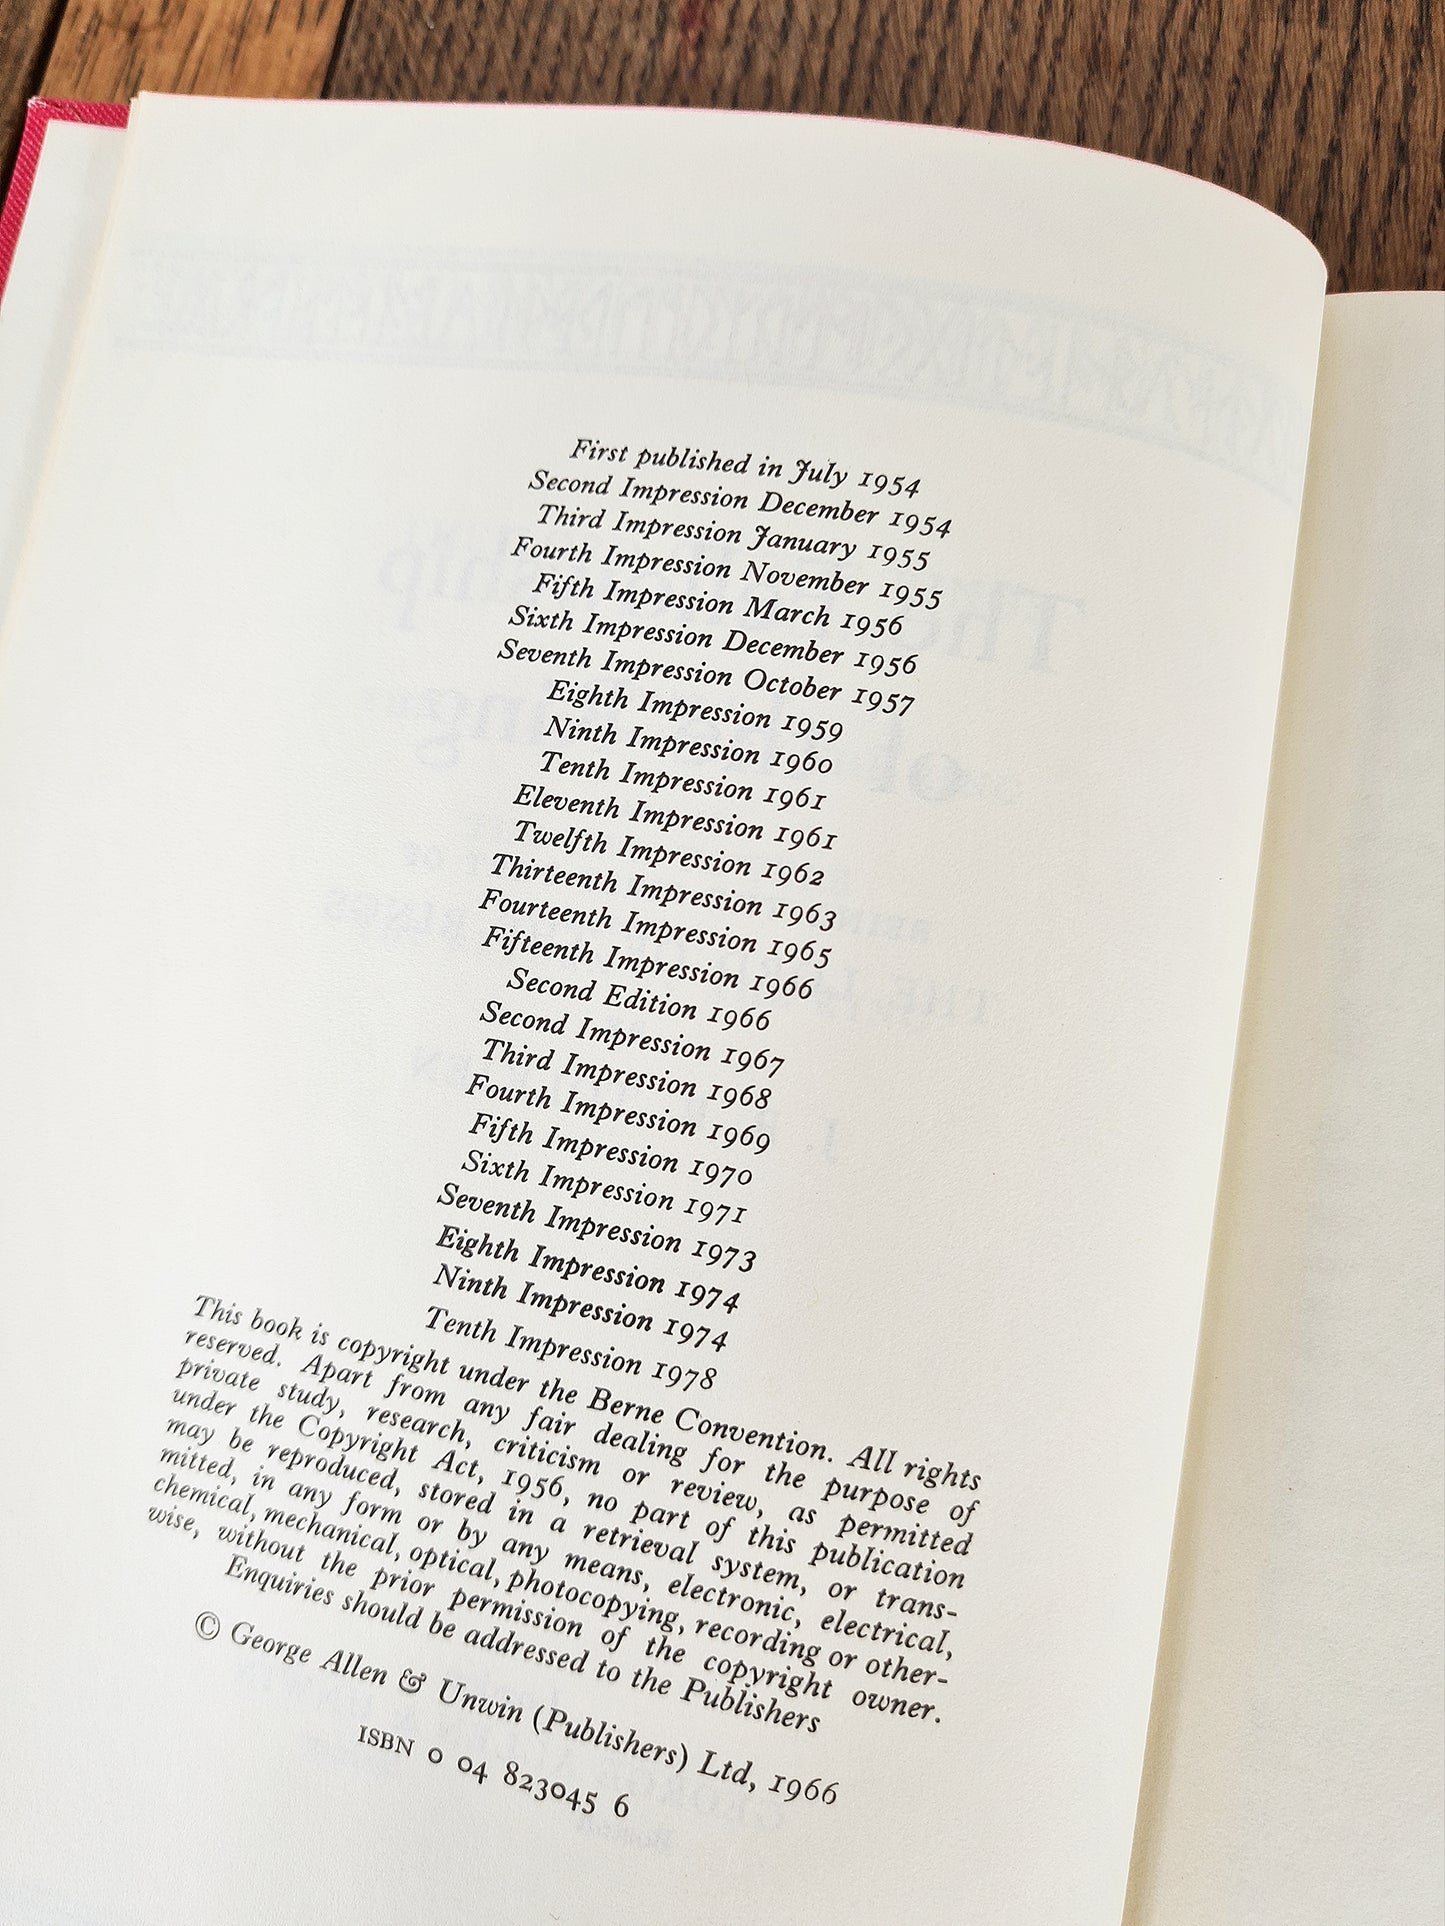 First published in July 1954
Second Impression December 1954
Third Impression January 1955
Fourth Impression November 1955
Fifth Impression March 1956
Sixth Impression December 1956
Seventh Impression October 1957
Eighth Impression 1959
Ninth Impression 1960
Tenth Impression 1961
Eleventh Impression 1961
Twelfth Impression 1962
Thirteenth Impression 1963
Fourteenth Impression 1965
Fifteenth Impression 1966
Second Edition 1966
Second Impression 1967
Third Impression 1968
Fourth Impression 1969
Fifth Impression 1970
Sixth Impression 1971
Seventh Impression 1973
Eighth Impression 1974
Ninth Impression 1974
Tenth Impression 1978
This book is copyright under the Berne Convention. All rights
reserved. Apart from any fair dealing for the purpose of
private study, research, criticism or review, as permitted
under the Copyright Act, 1956, no part of this publication
may be reproduced, stored in a retrieval system, or trans-
mitted, in any form or by any means, electronic, electrical,
chemical, mechanical, optical, photocopying, recording or other-
wise, without the prior permission of the copyright owner.
Enquiries should be addressed to the Publishers
© George Allen & Unwin (Publishers) Ltd, 1966
ISBN 0 04 823045 6